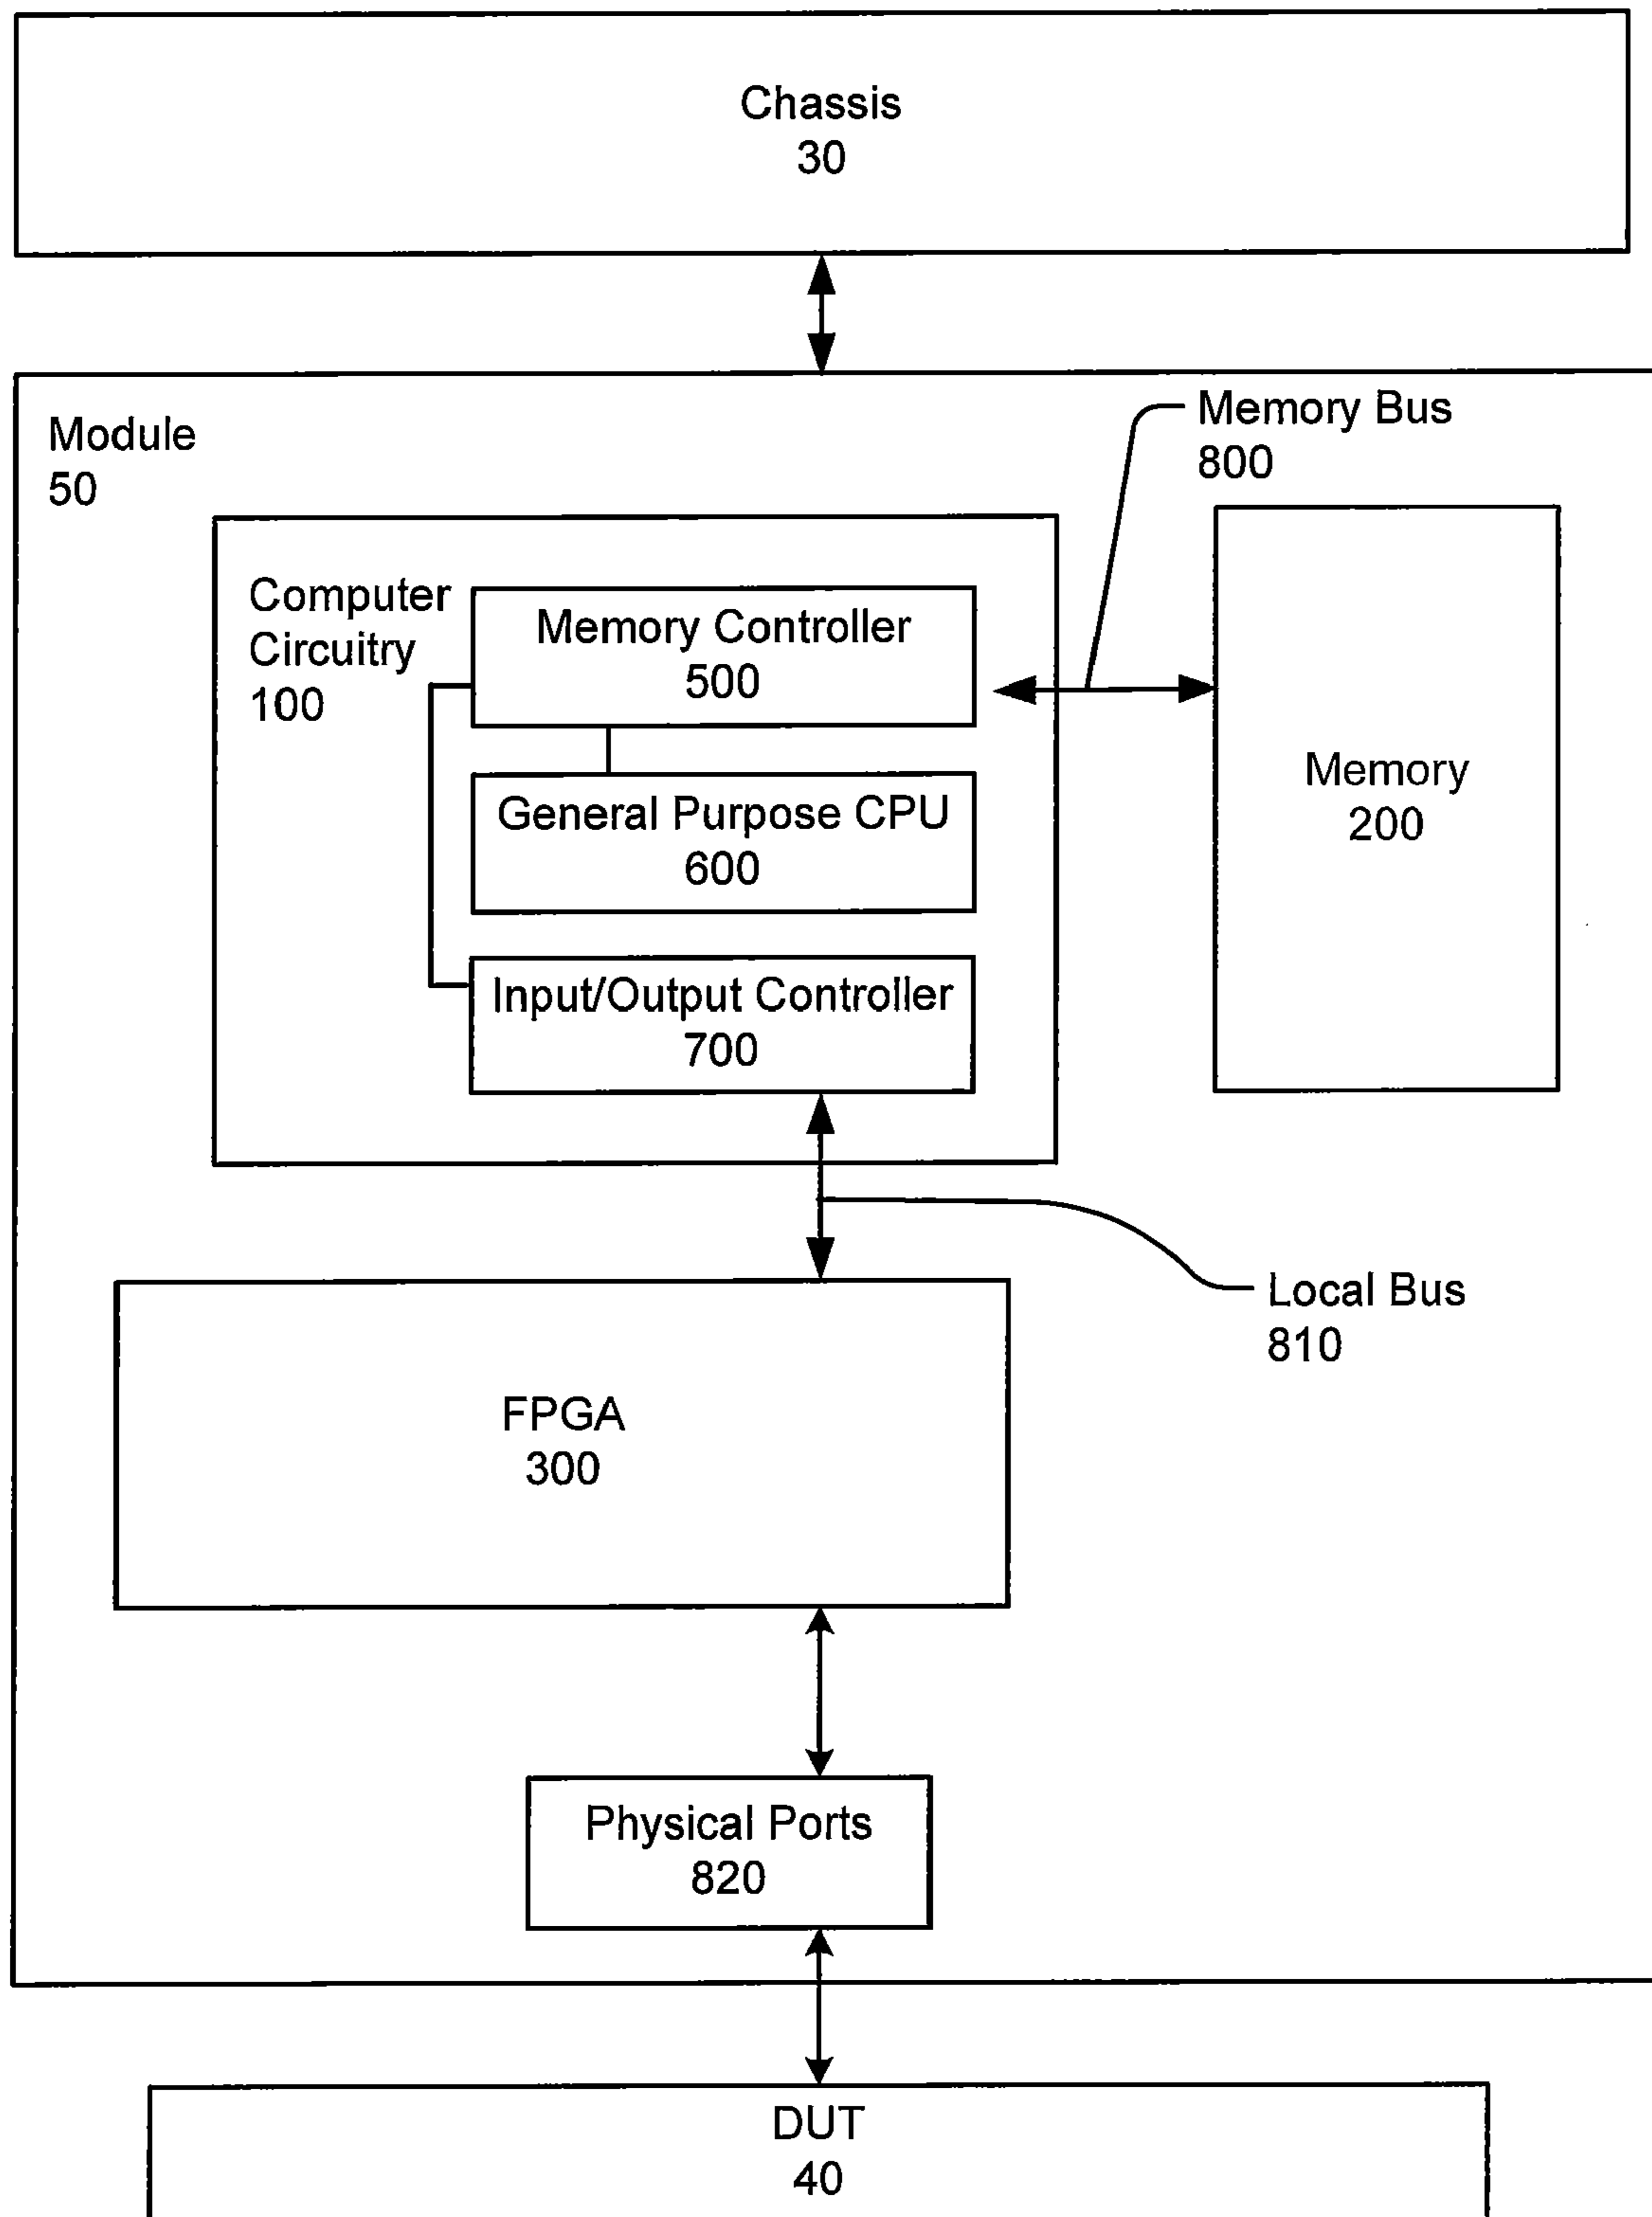 Chassis
30
Module
50
Memory Bus
800
Computer
Circuitry
100
Memory Controller
500
General Purpose CPU
600
Input/Output Controller
700
Memory
200
Local Bus
810
FPGA
300
Physical Ports
820
DUT
40